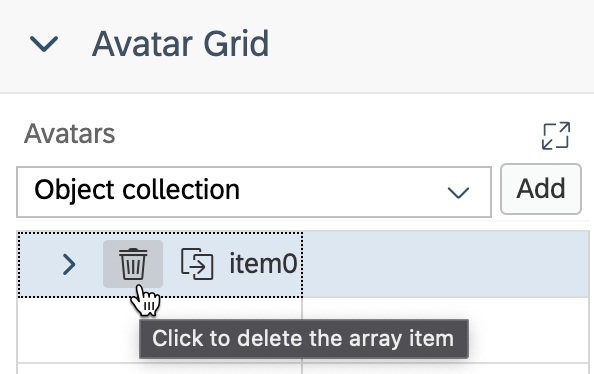 Avatar Grid
Avatars
Object collection
Add
item0
Click to delete the array item